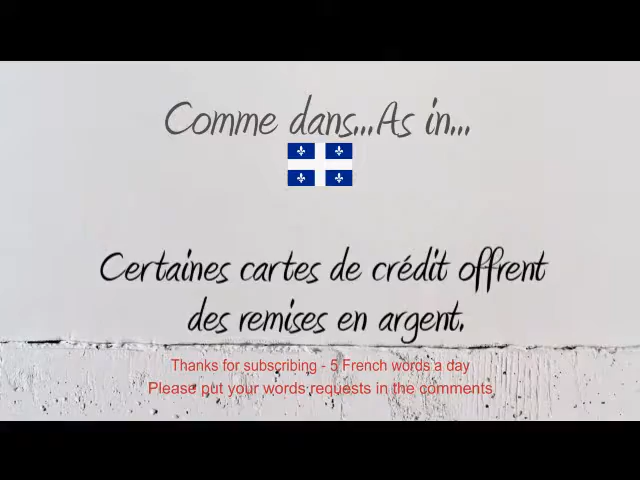 Comme dans...As in...
Certaines cartes de crédit offrent
des remises en argent.
Thanks for subscribing - 5 French words a day
Please put your words requests in the comments